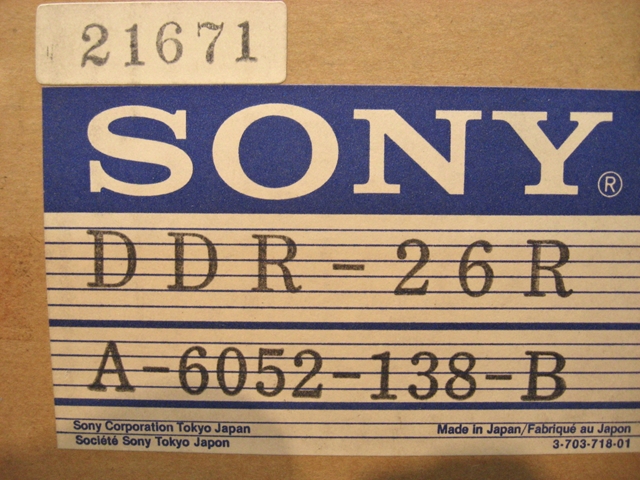 21671
SONY®
DDR-26R
A-6052-138-B
Sony Corporation Tokyo Japan
Société Sony Tokyo Japon
Made in Japan/Fabriqué au Japon
3-703-718-01